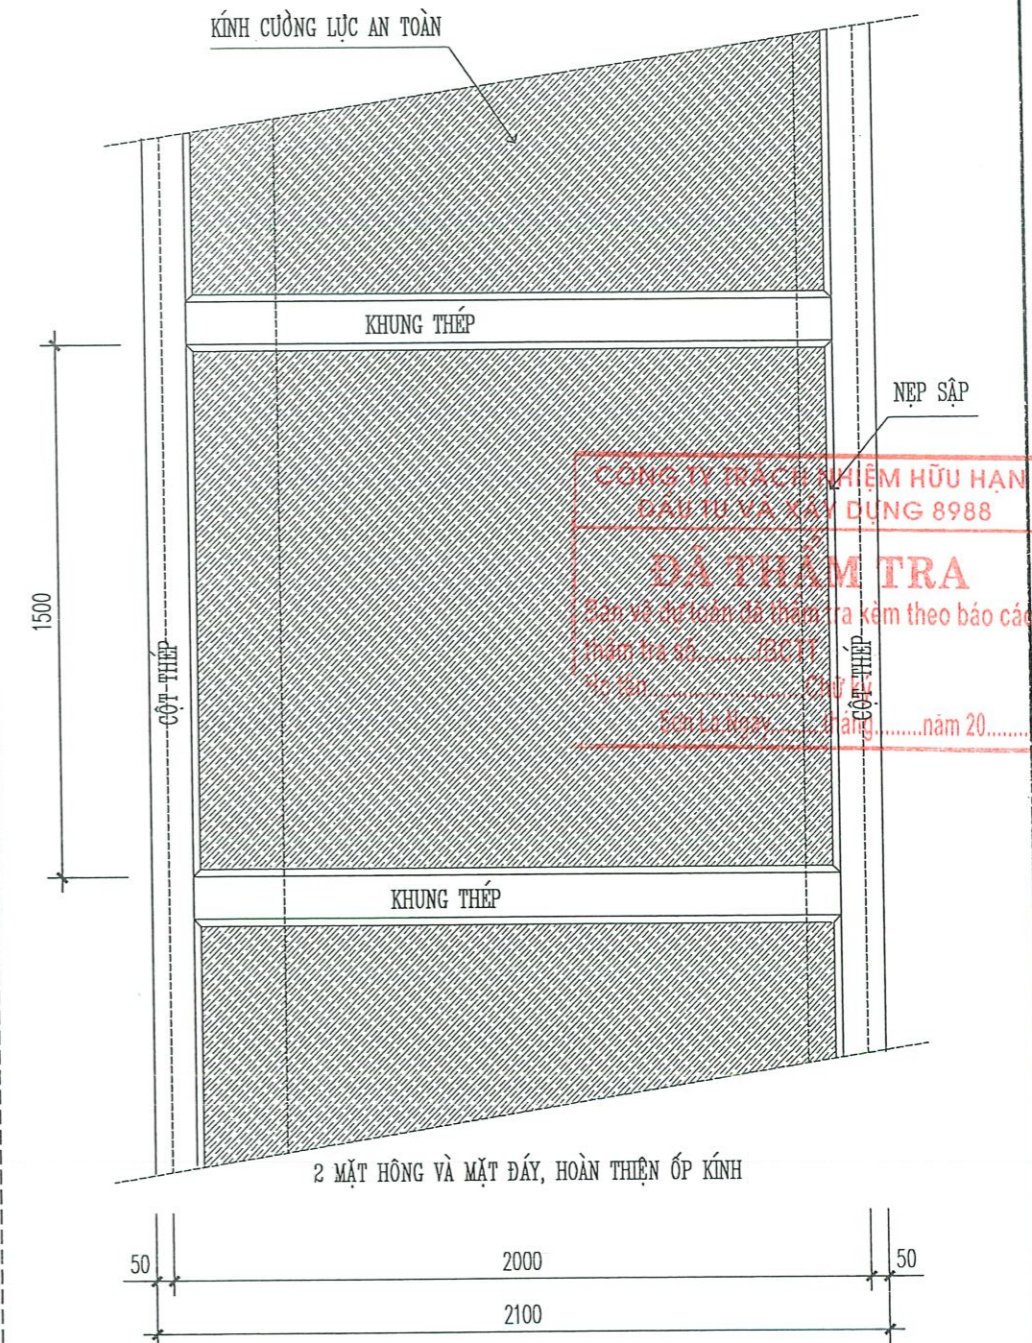 KÍNH CƯỜNG LỰC AN TOÀN
KHUNG THÉP
NẸP SẬP
CÔNG TY TRÁCH NHIỆM HỮU HẠN
ĐẦU TƯ VÀ XÂY DỰNG 8988
ĐÃ THẨM TRA
Bản vẽ dự toán đã thẩm tra kèm theo báo cáo
thẩm tra số.........../BCTT
Họ tên........................Chữ ký
Sơn La Ngày.........tháng.........năm 20.........
1500
CỘT THÉP
CỘT THÉP
KHUNG THÉP
2 MẶT HÔNG VÀ MẶT ĐÁY, HOÀN THIỆN ỐP KÍNH
50
2000
50
2100